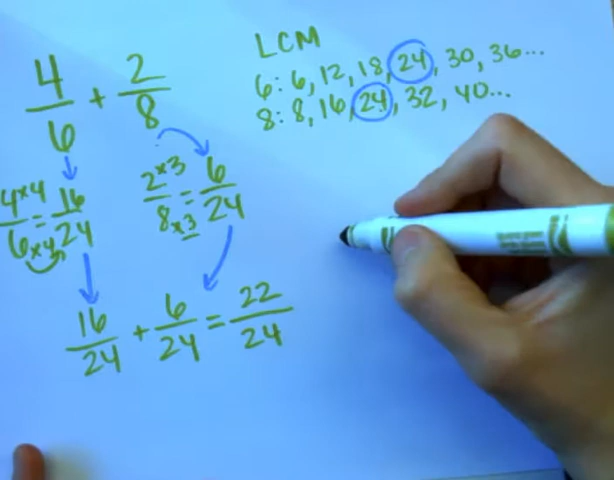 4/6 + 2/8
LCM
6: 6, 12, 18, 24, 30, 36...
8: 8, 16, 24, 32, 40...
4×4/6×4 = 16/24
2×3/8×3 = 6/24
16/24 + 6/24 = 22/24